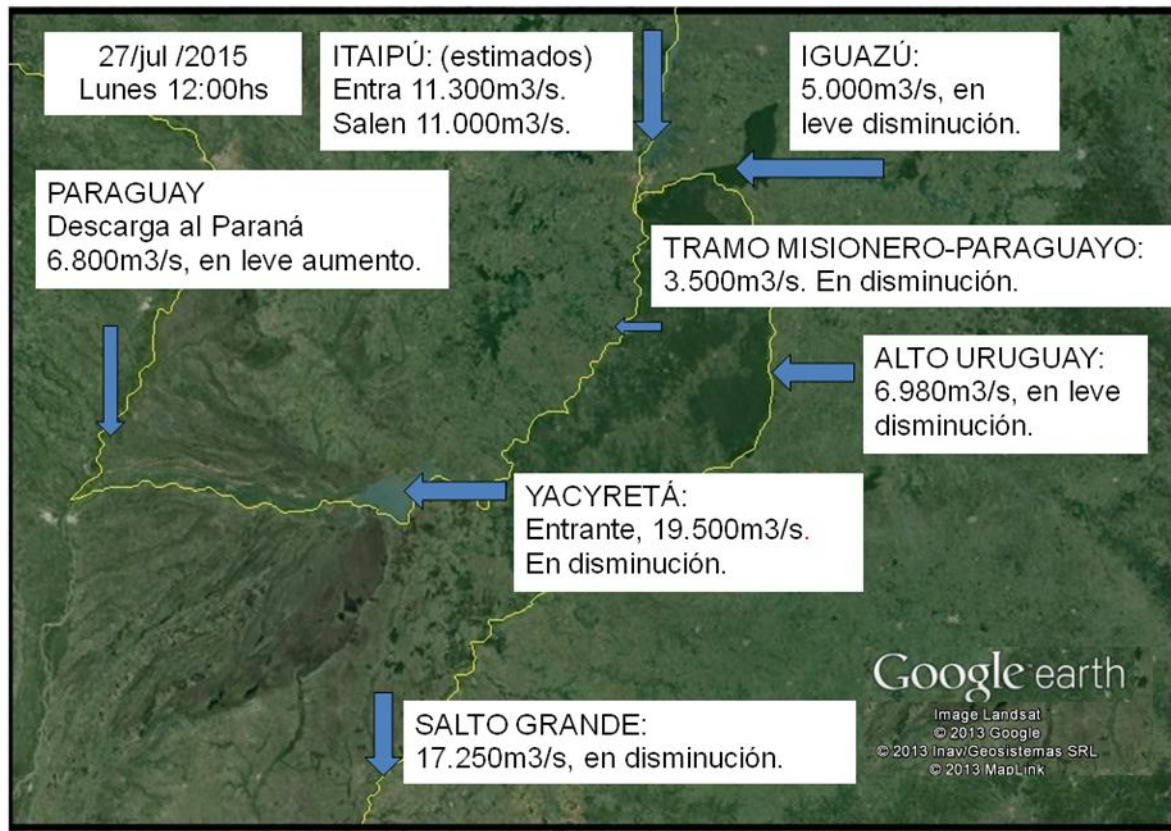 27/jul /2015
Lunes 12:00hs
ITAIPÚ: (estimados)
Entra 11.300m3/s.
Salen 11.000m3/s.
IGUAZÚ:
5.000m3/s, en
leve disminución.
PARAGUAY
Descarga al Paraná
6.800m3/s, en leve aumento.
TRAMO MISIONERO-PARAGUAYO:
3.500m3/s. En disminución.
ALTO URUGUAY:
6.980m3/s, en leve
disminución.
YACYRETÁ:
Entrante, 19.500m3/s.
En disminución.
SALTO GRANDE:
17.250m3/s, en disminución.
Google earth
Image Landsat
© 2013 Google
© 2013 Inav/Geosistemas SRL
© 2013 MapLink